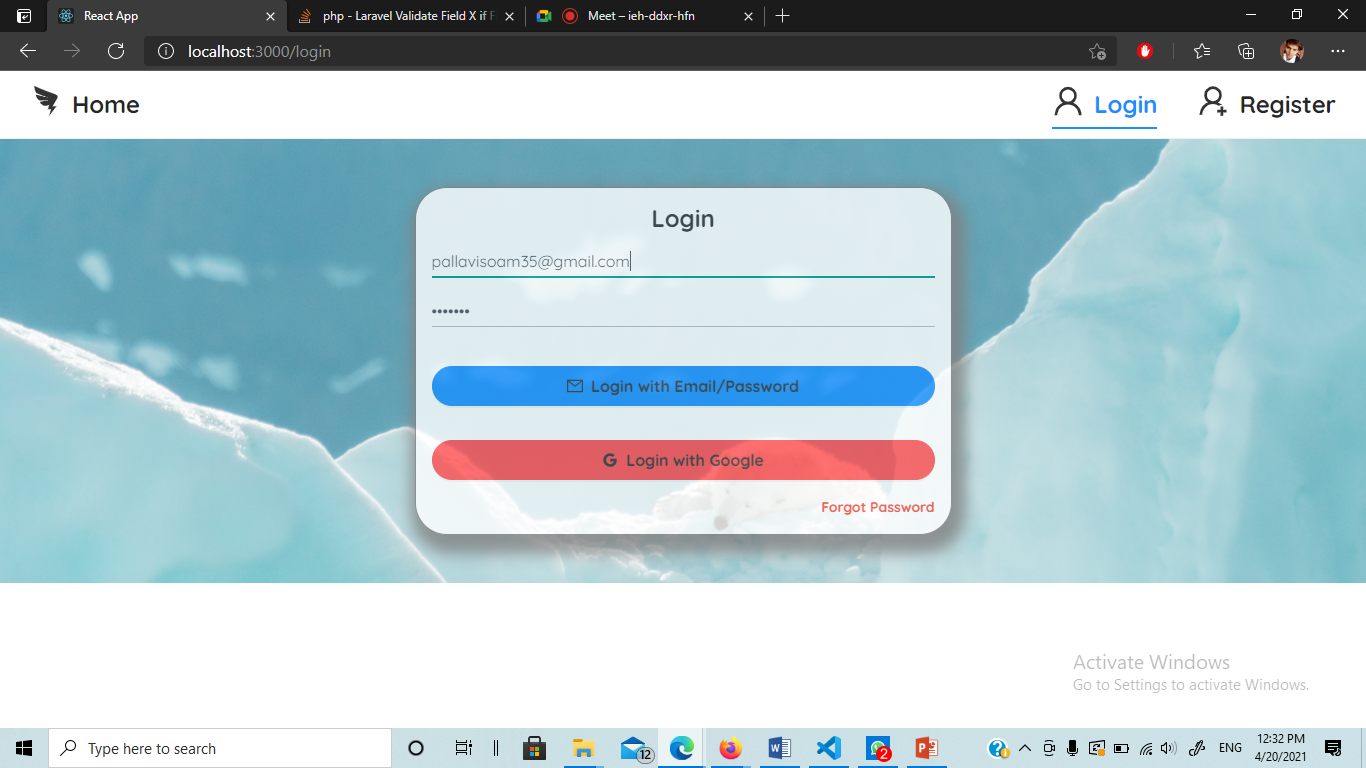 React App
php - Laravel Validate Field X if F
Meet – ieh-ddxr-hfn
localhost:3000/login
Home
Login
Register
Login
pallavisoam35@gmail.com
•••••••
Login with Email/Password
G Login with Google
Forgot Password
Activate Windows
Go to Settings to activate Windows.
Type here to search
12
2
ENG
12:32 PM
4/20/2021